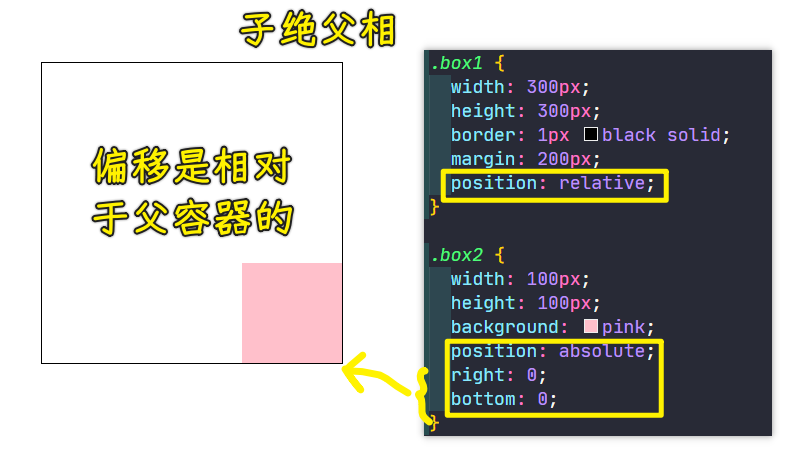 子绝父相
偏移是相对
于父容器的
.box1 {
width: 300px;
height: 300px;
border: 1px black solid;
margin: 200px;
position: relative;
}
.box2 {
width: 100px;
height: 100px;
background: pink;
position: absolute;
right: 0;
bottom: 0;
}